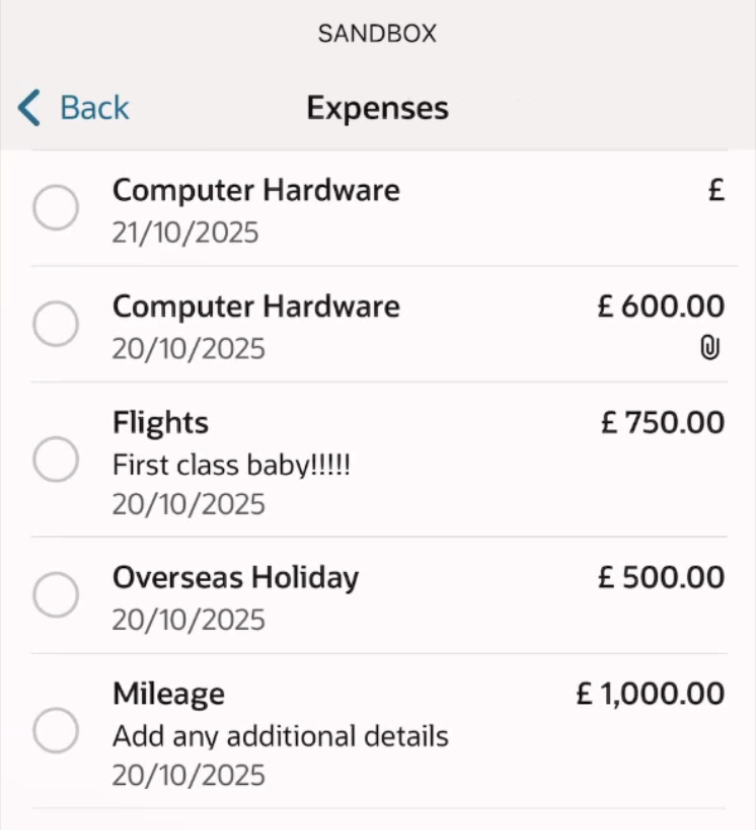 SANDBOX
Back
Expenses
Computer Hardware £
21/10/2025
Computer Hardware £ 600.00
20/10/2025
Flights £ 750.00
First class baby!!!!!
20/10/2025
Overseas Holiday £ 500.00
20/10/2025
Mileage £ 1,000.00
Add any additional details
20/10/2025